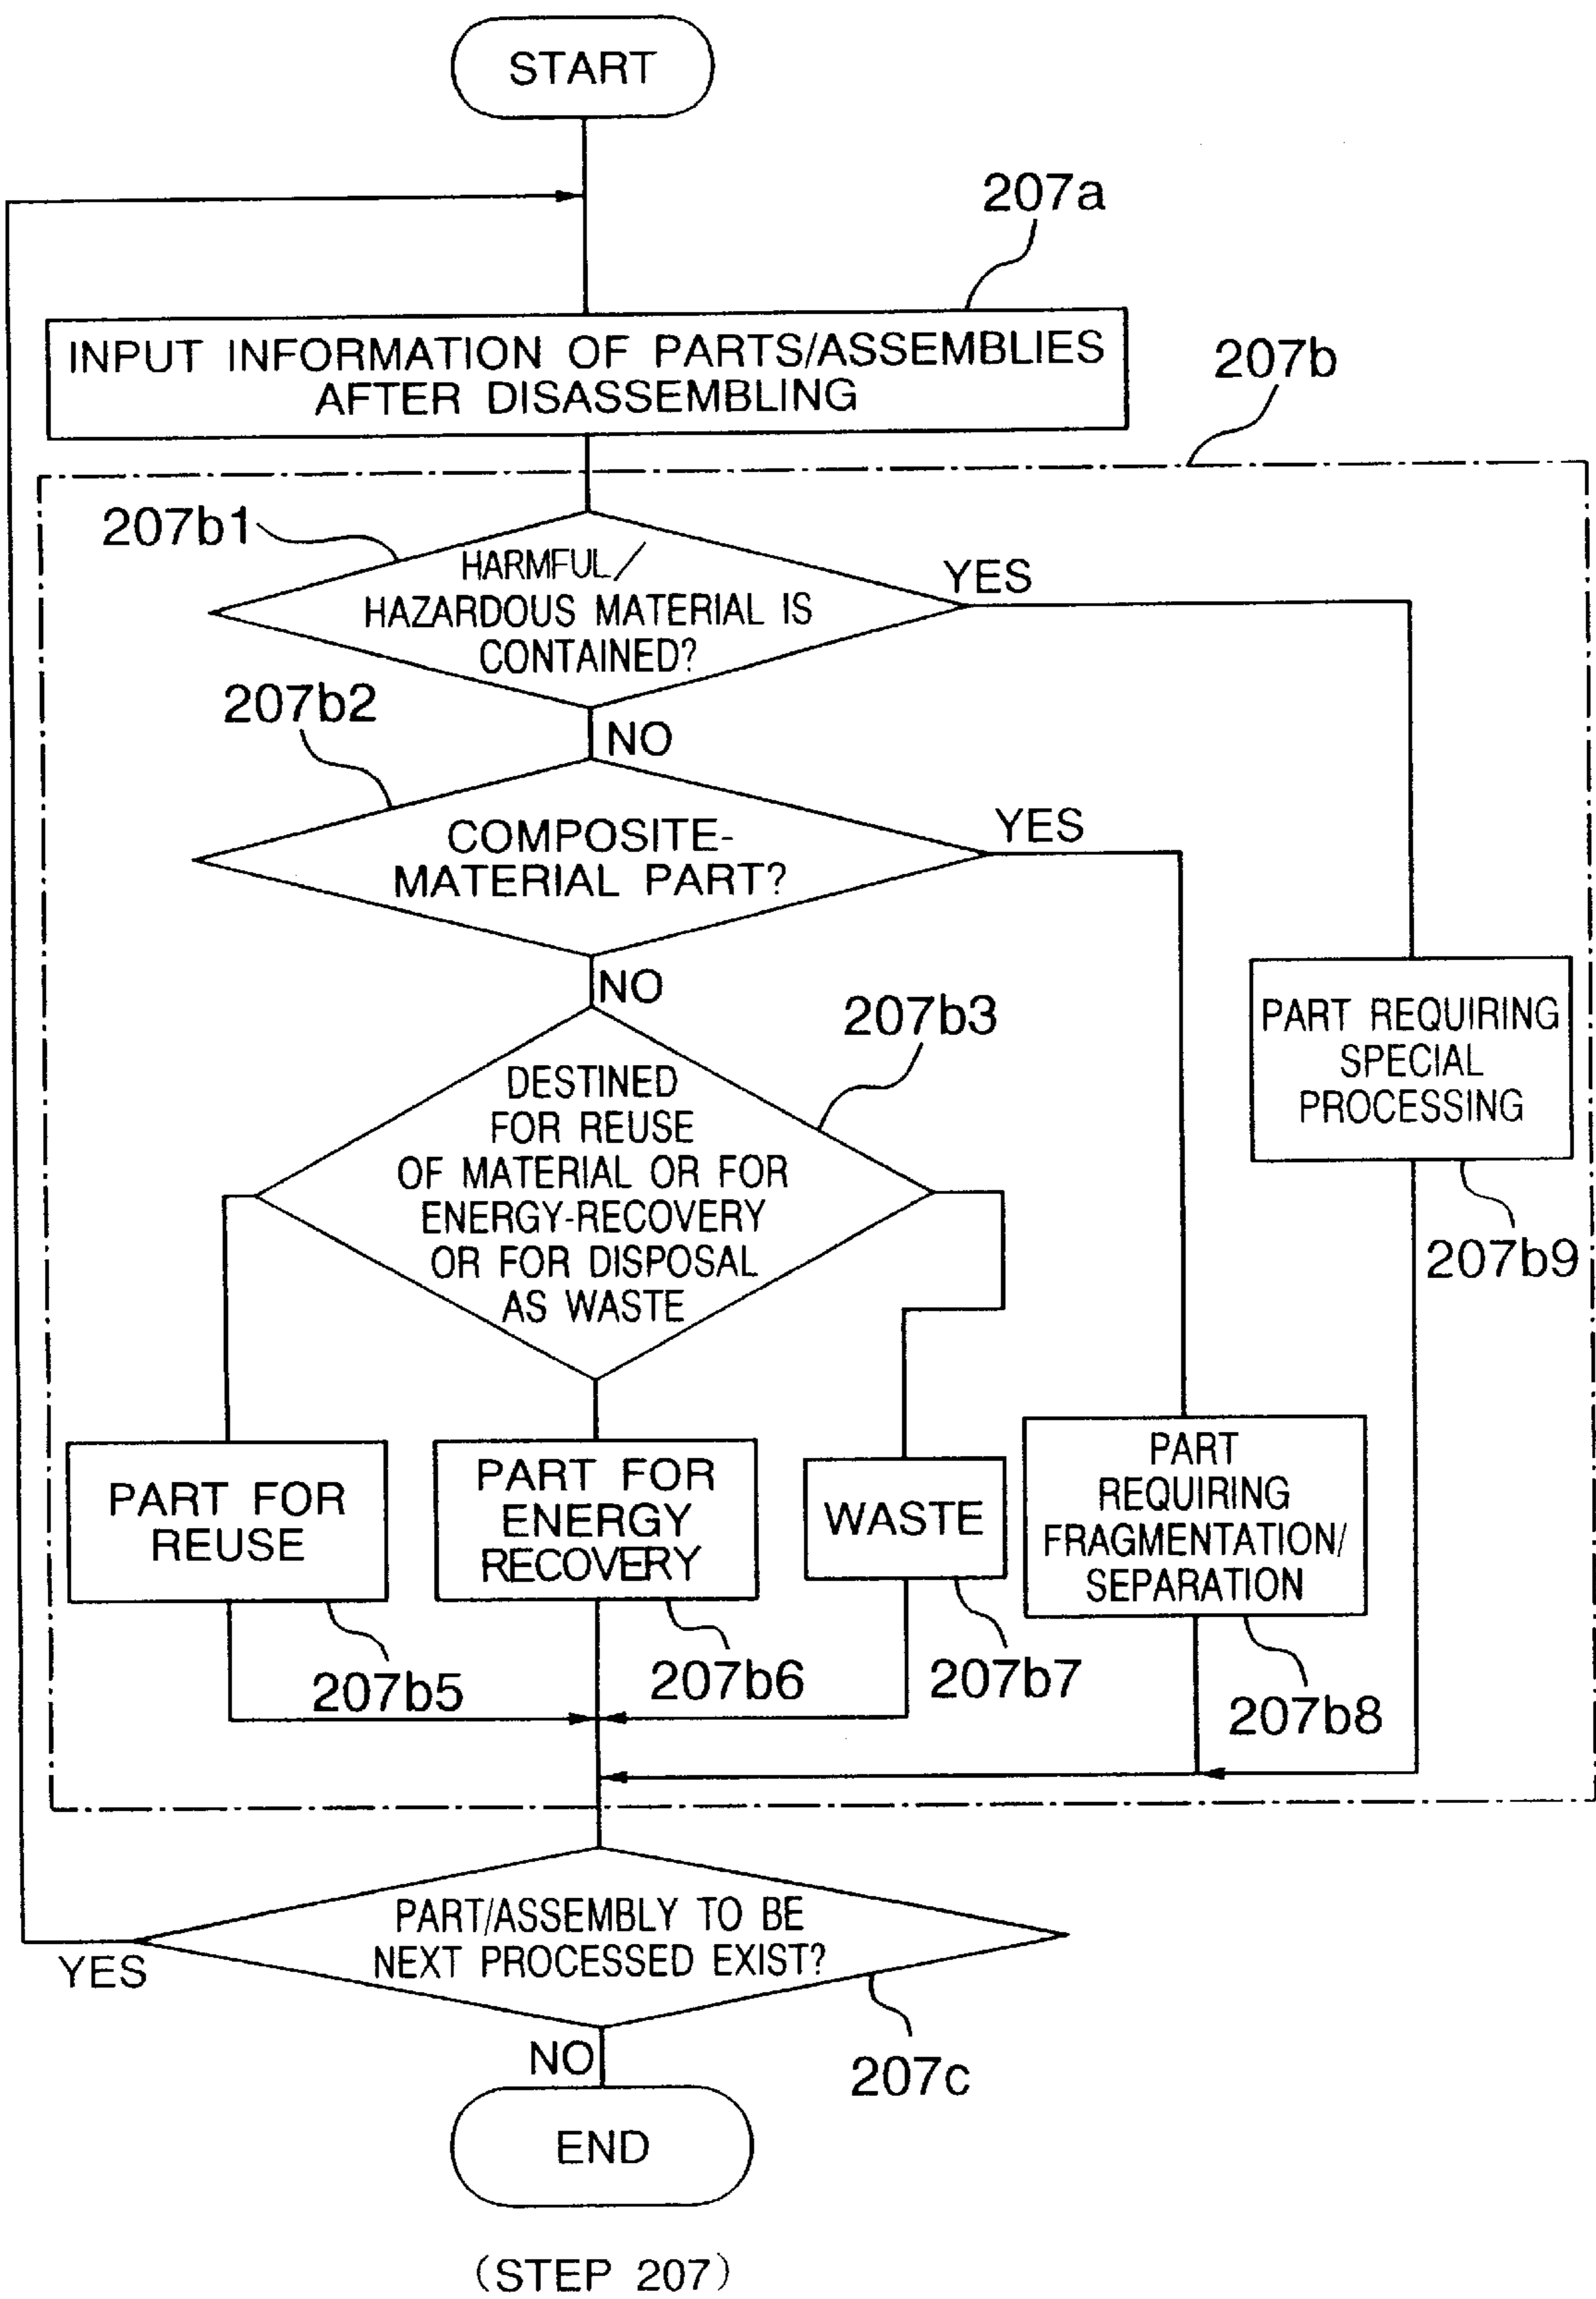 START
207a
INPUT INFORMATION OF PARTS/ASSEMBLIES
AFTER DISASSEMBLING
207b
207b1
HARMFUL/
HAZARDOUS MATERIAL IS
CONTAINED?
YES
NO
207b2
COMPOSITE-
MATERIAL PART?
YES
NO
207b3
DESTINED
FOR REUSE
OF MATERIAL OR FOR
ENERGY-RECOVERY
OR FOR DISPOSAL
AS WASTE
PART REQUIRING
SPECIAL
PROCESSING
207b9
PART FOR
REUSE
207b5
PART FOR
ENERGY
RECOVERY
207b6
WASTE
207b7
PART
REQUIRING
FRAGMENTATION/
SEPARATION
207b8
PART/ASSEMBLY TO BE
NEXT PROCESSED EXIST?
YES
NO
207c
END
(STEP 207)